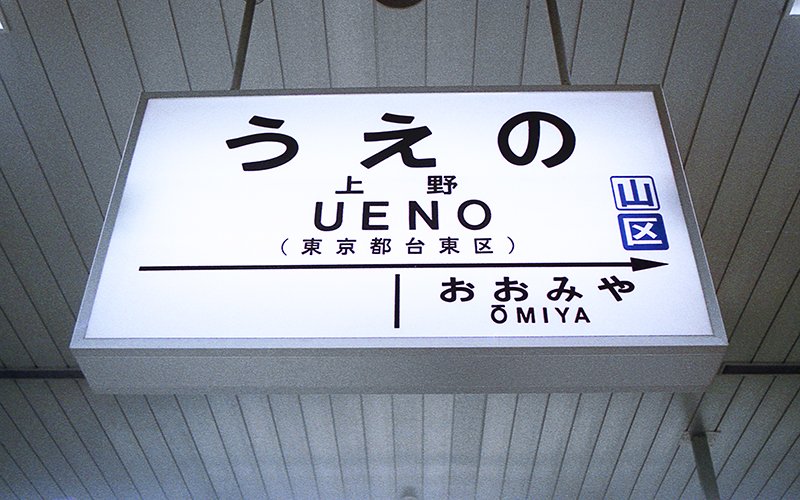 うえの
上野
UENO
山
区
(東京都台東区)
おおみや
ŌMIYA